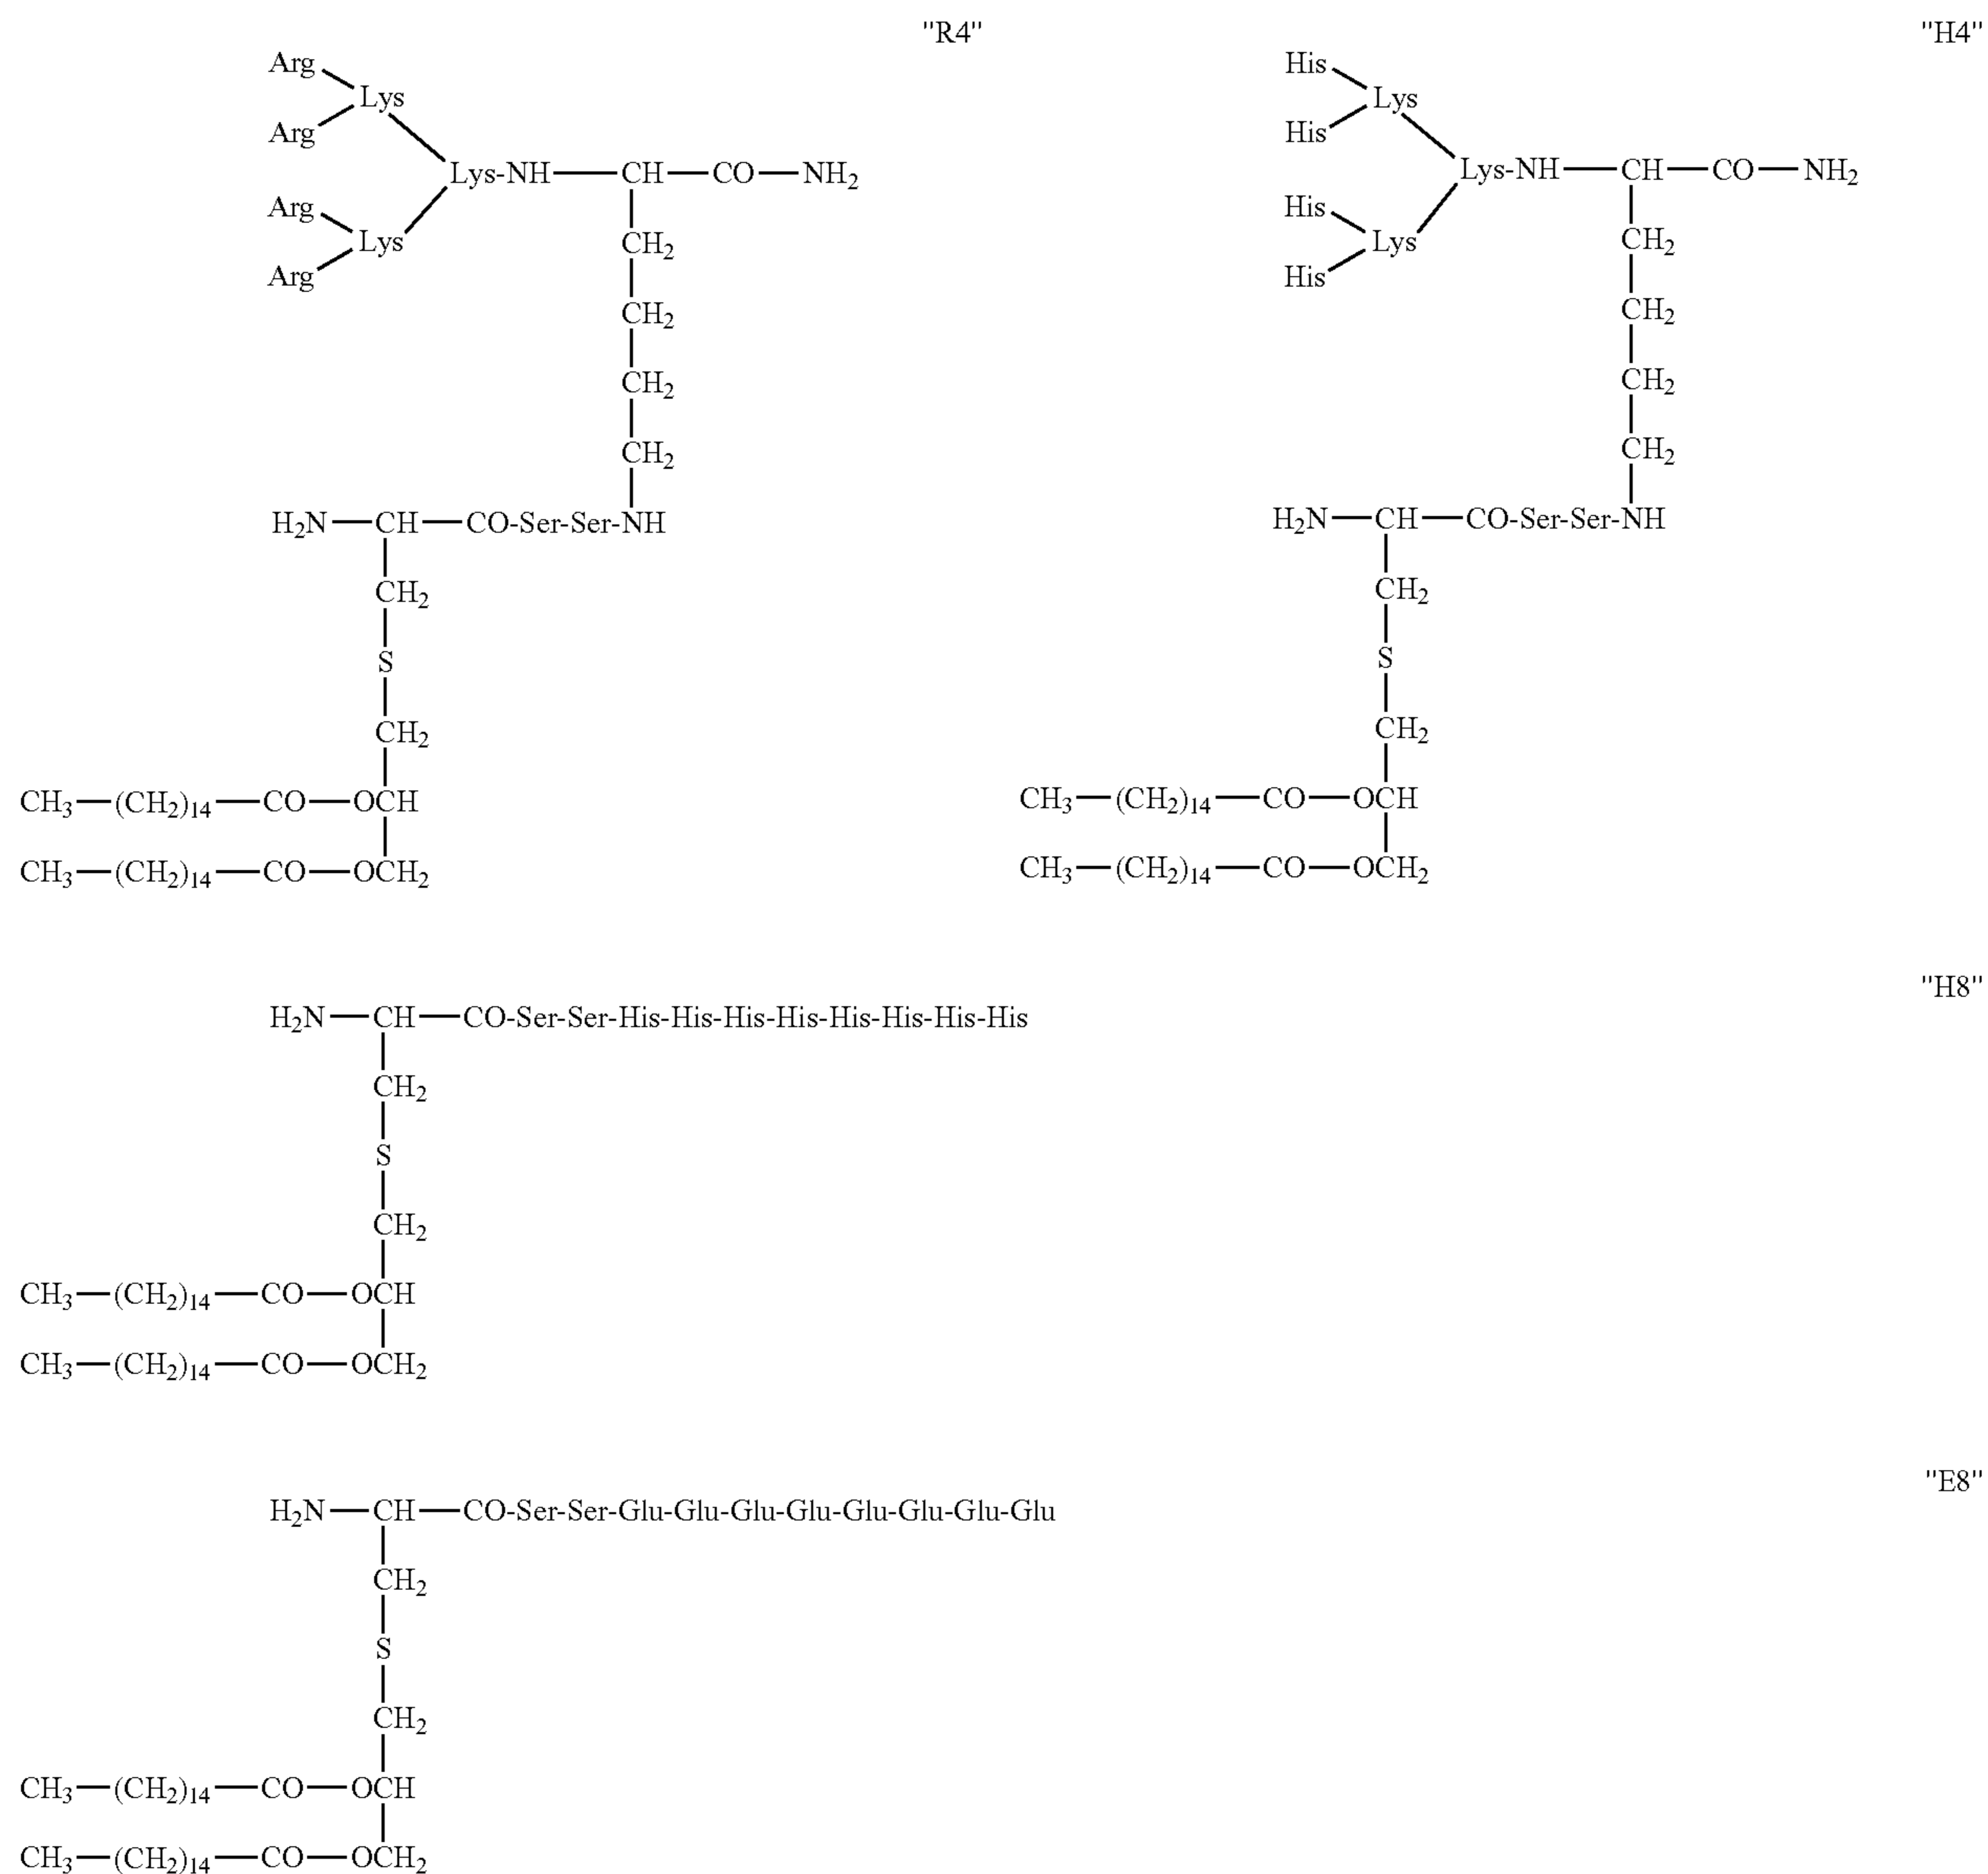 "R4"
Arg
Lys
Arg
Lys-NH—CH—CO—NH₂
Arg
Lys
Arg
CH₂
CH₂
CH₂
CH₂
H₂N—CH—CO-Ser-Ser-NH
CH₂
S
CH₂
CH₃—(CH₂)₁₄—CO—OCH
CH₃—(CH₂)₁₄—CO—OCH₂
"H4"
His
Lys
His
Lys-NH—CH—CO—NH₂
His
Lys
His
CH₂
CH₂
CH₂
CH₂
H₂N—CH—CO-Ser-Ser-NH
CH₂
S
CH₂
CH₃—(CH₂)₁₄—CO—OCH
CH₃—(CH₂)₁₄—CO—OCH₂
"H8"
H₂N—CH—CO-Ser-Ser-His-His-His-His-His-His-His-His
CH₂
S
CH₂
CH₃—(CH₂)₁₄—CO—OCH
CH₃—(CH₂)₁₄—CO—OCH₂
"E8"
H₂N—CH—CO-Ser-Ser-Glu-Glu-Glu-Glu-Glu-Glu-Glu-Glu
CH₂
S
CH₂
CH₃—(CH₂)₁₄—CO—OCH
CH₃—(CH₂)₁₄—CO—OCH₂